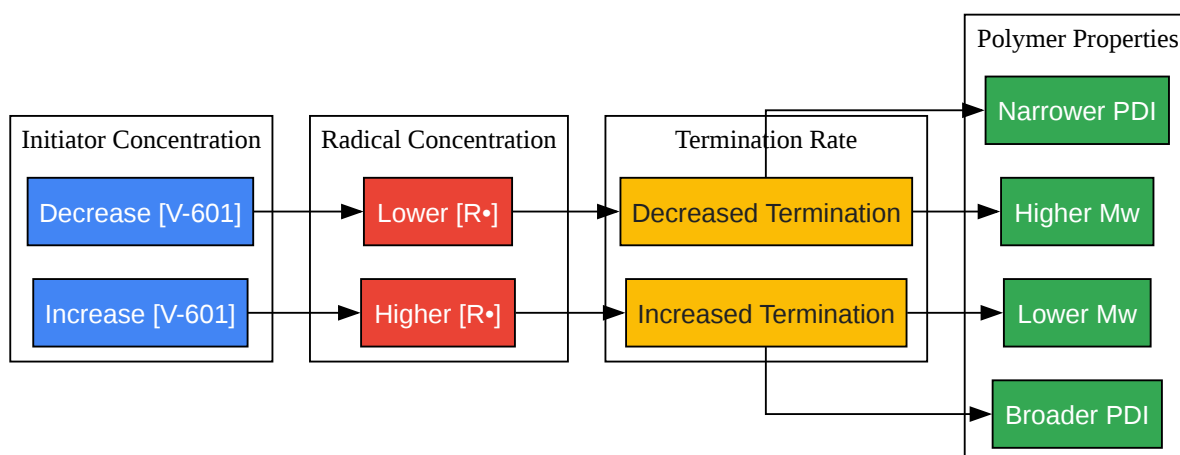 Polymer Properties
Initiator Concentration
Radical Concentration
Termination Rate
Narrower PDI
Decrease [V-601]
Lower [R•]
Decreased Termination
Higher Mw
Increase [V-601]
Higher [R•]
Increased Termination
Lower Mw
Broader PDI